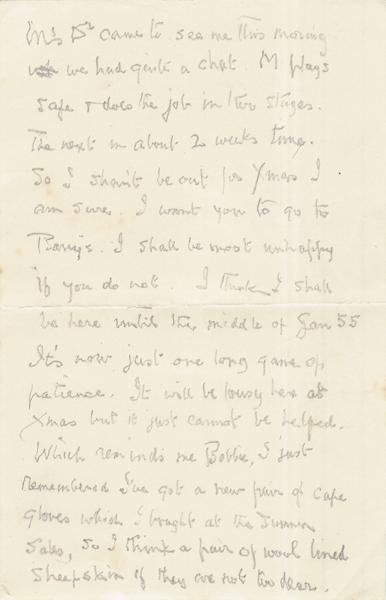 came to see me this morning
we had quite a chat. M plays
safe & does the job in two stages.
The next in about 2 weeks time.
So I shan't be out for Xmas I
am sure. I want you to go to
I shall be most unhappy
if you do not. I think I shall
be here until the middle of Jan 55
It's now just one long game of
patience. It will be lousy here at
Xmas but it just cannot be helped.
Which reminds me Bobbie, I just
remembered I've got a new pair of cape
gloves which I bought at the Summer
Sales, so I think a pair of wool lined
sheepskin if they are not too dear.